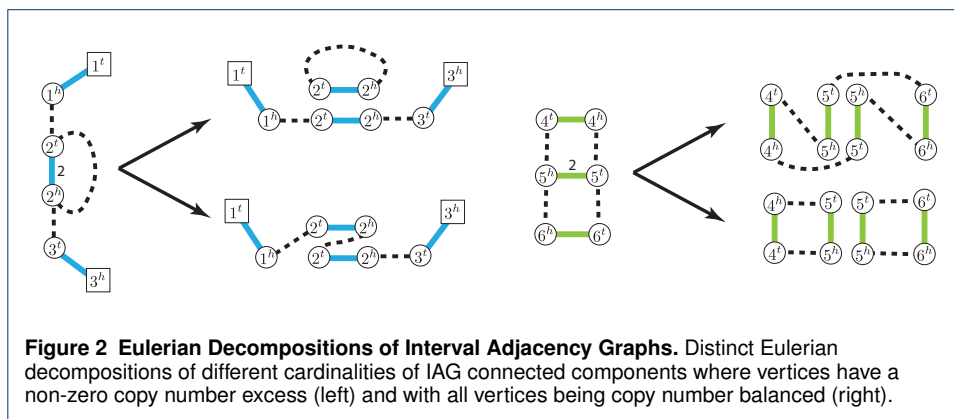 1^t
1^h
2^t
2
2^h
3^t
3^h
1^t
2^t 2^h
3^h
1^h 2^t 2^h 3^t
1^t
2^t 2^h
3^h
1^h 2^t 2^h 3^t
4^t 4^h
2
5^h 5^t
6^h 6^t
4^t 5^t 5^h 6^t
4^h 5^h 5^t 6^h
4^h 5^t 5^t 6^t
4^t 5^h 5^h 6^h
Figure 2 Eulerian Decompositions of Interval Adjacency Graphs. Distinct Eulerian
decompositions of different cardinalities of IAG connected components where vertices have a
non-zero copy number excess (left) and with all vertices being copy number balanced (right).